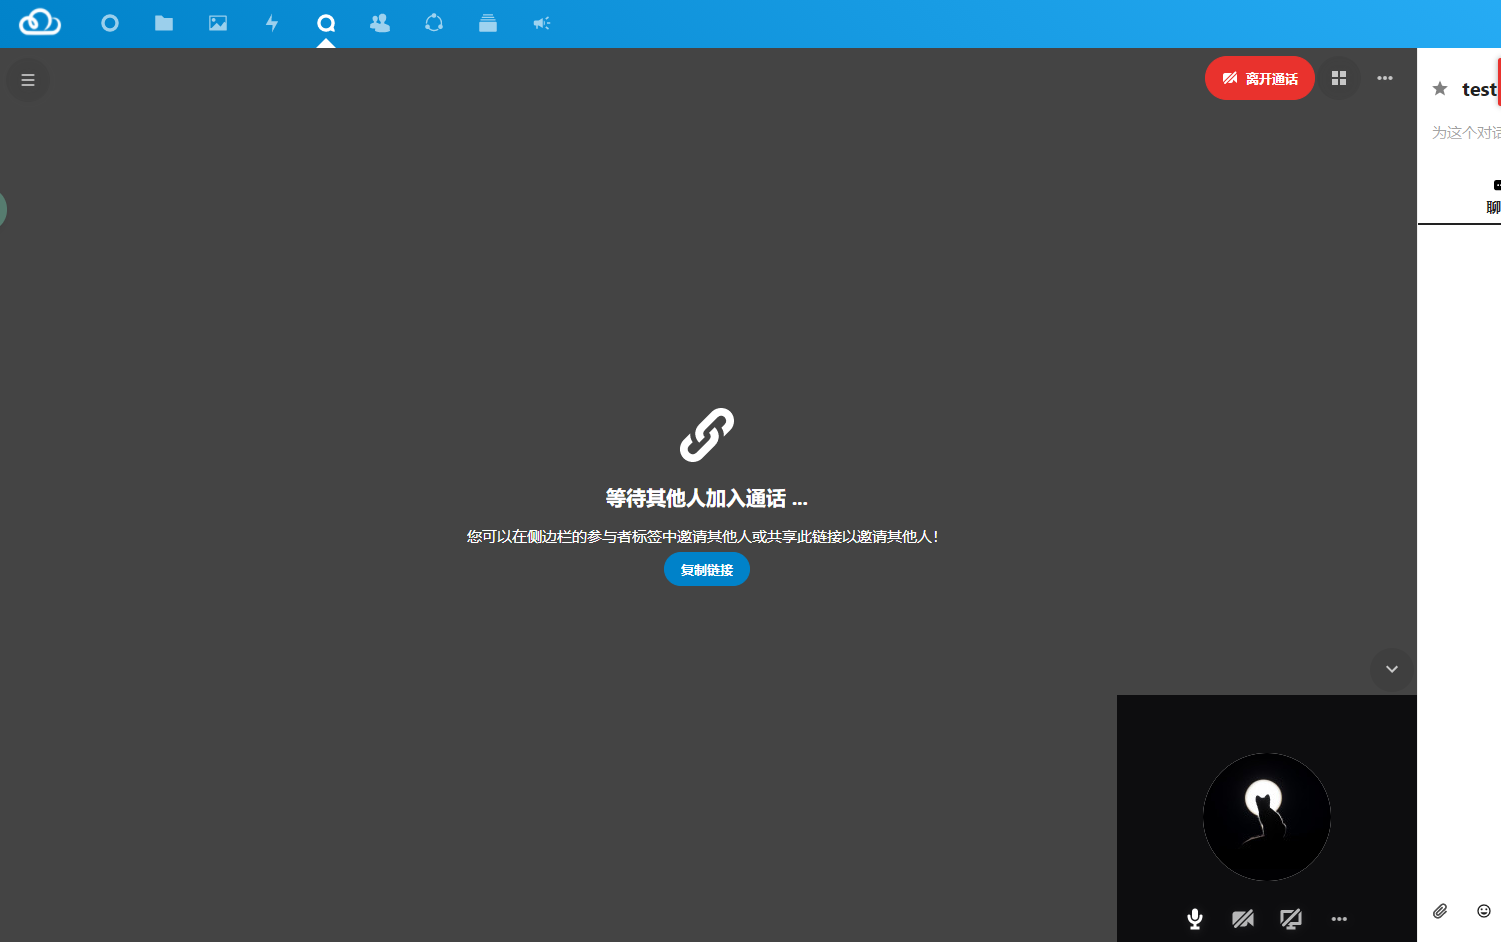 离开通话
test
为这个对话
聊
等待其他人加入通话 ...
您可以在侧边栏的参与者标签中邀请其他人或共享此链接以邀请其他人！
复制链接